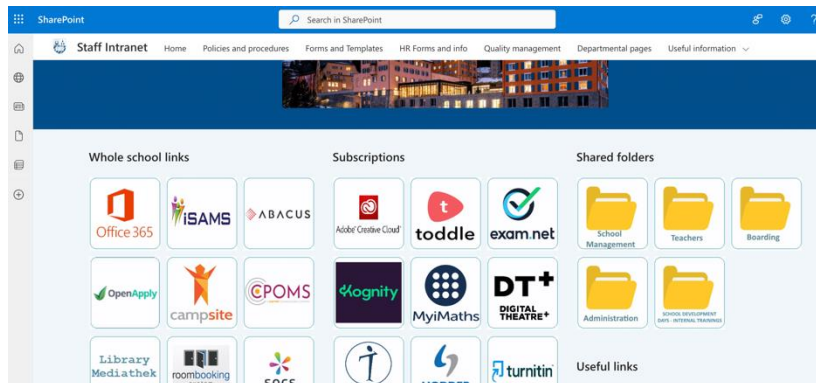 SharePoint
Search in SharePoint
Staff Intranet
Home
Policies and procedures
Forms and Templates
HR Forms and info
Quality management
Departmental pages
Useful information
Whole school links
Office 365
iSAMS
ABACUS
OpenApply
campsite
CPOMS
Library
Mediathek
roombooking
socs
Subscriptions
Adobe Creative Cloud
t
toddle
exam.net
Kognity
MyiMaths
DT+
DIGITAL
THEATRE+
turnitin
Shared folders
School
Management
Teachers
Boarding
Administration
SCHOOL DEVELOPMENT
DAYS - INTERNAL TRAININGS
Useful links